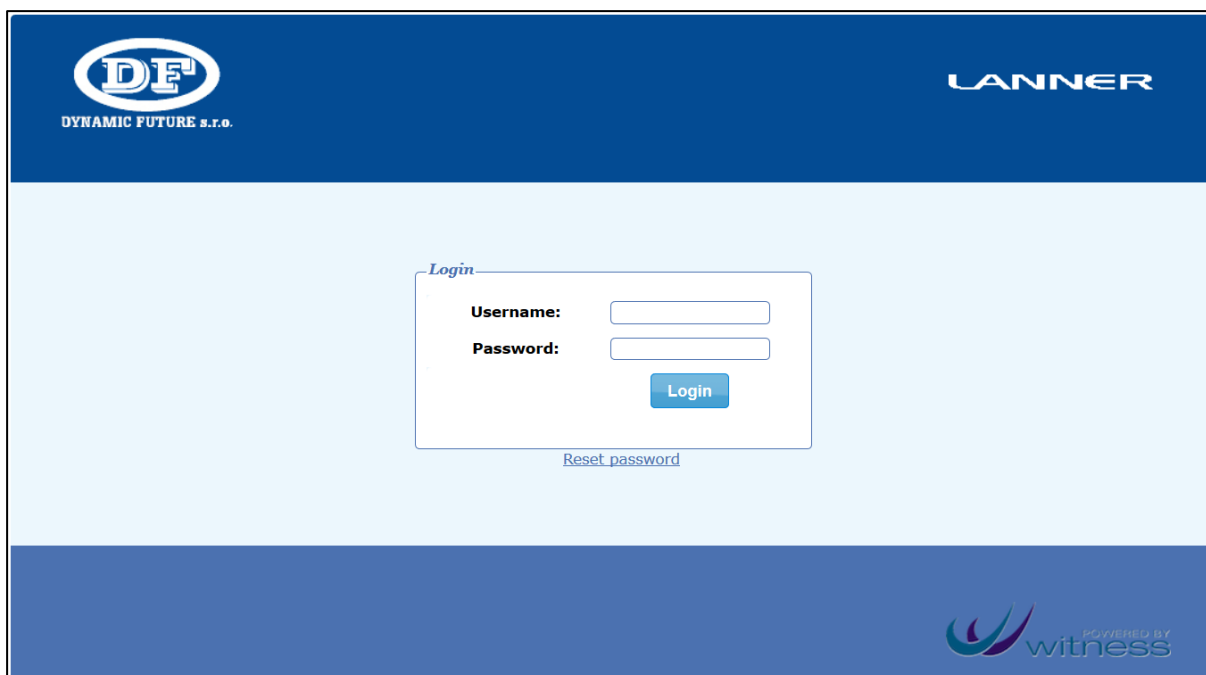 DF
DYNAMIC FUTURE s.r.o.
LANNER
Login
Username:
Password:
Login
Reset password
POWERED BY
witness